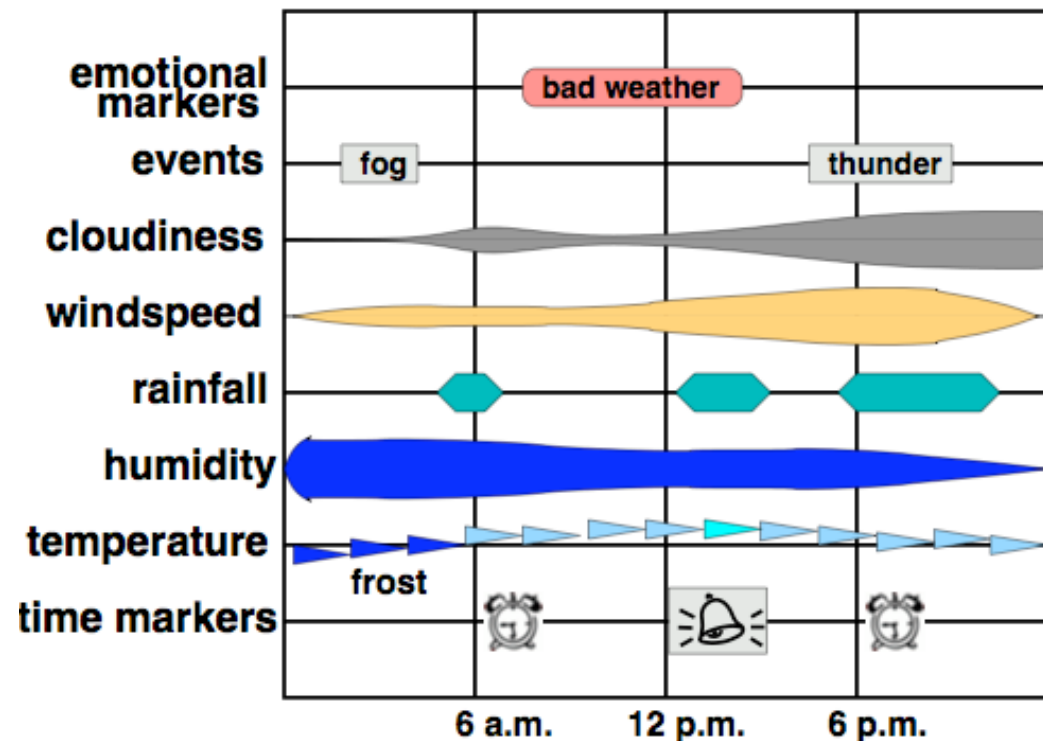 emotional
markers
bad weather
events
fog
thunder
cloudiness
windspeed
rainfall
humidity
temperature
frost
time markers
6 a.m.
12 p.m.
6 p.m.